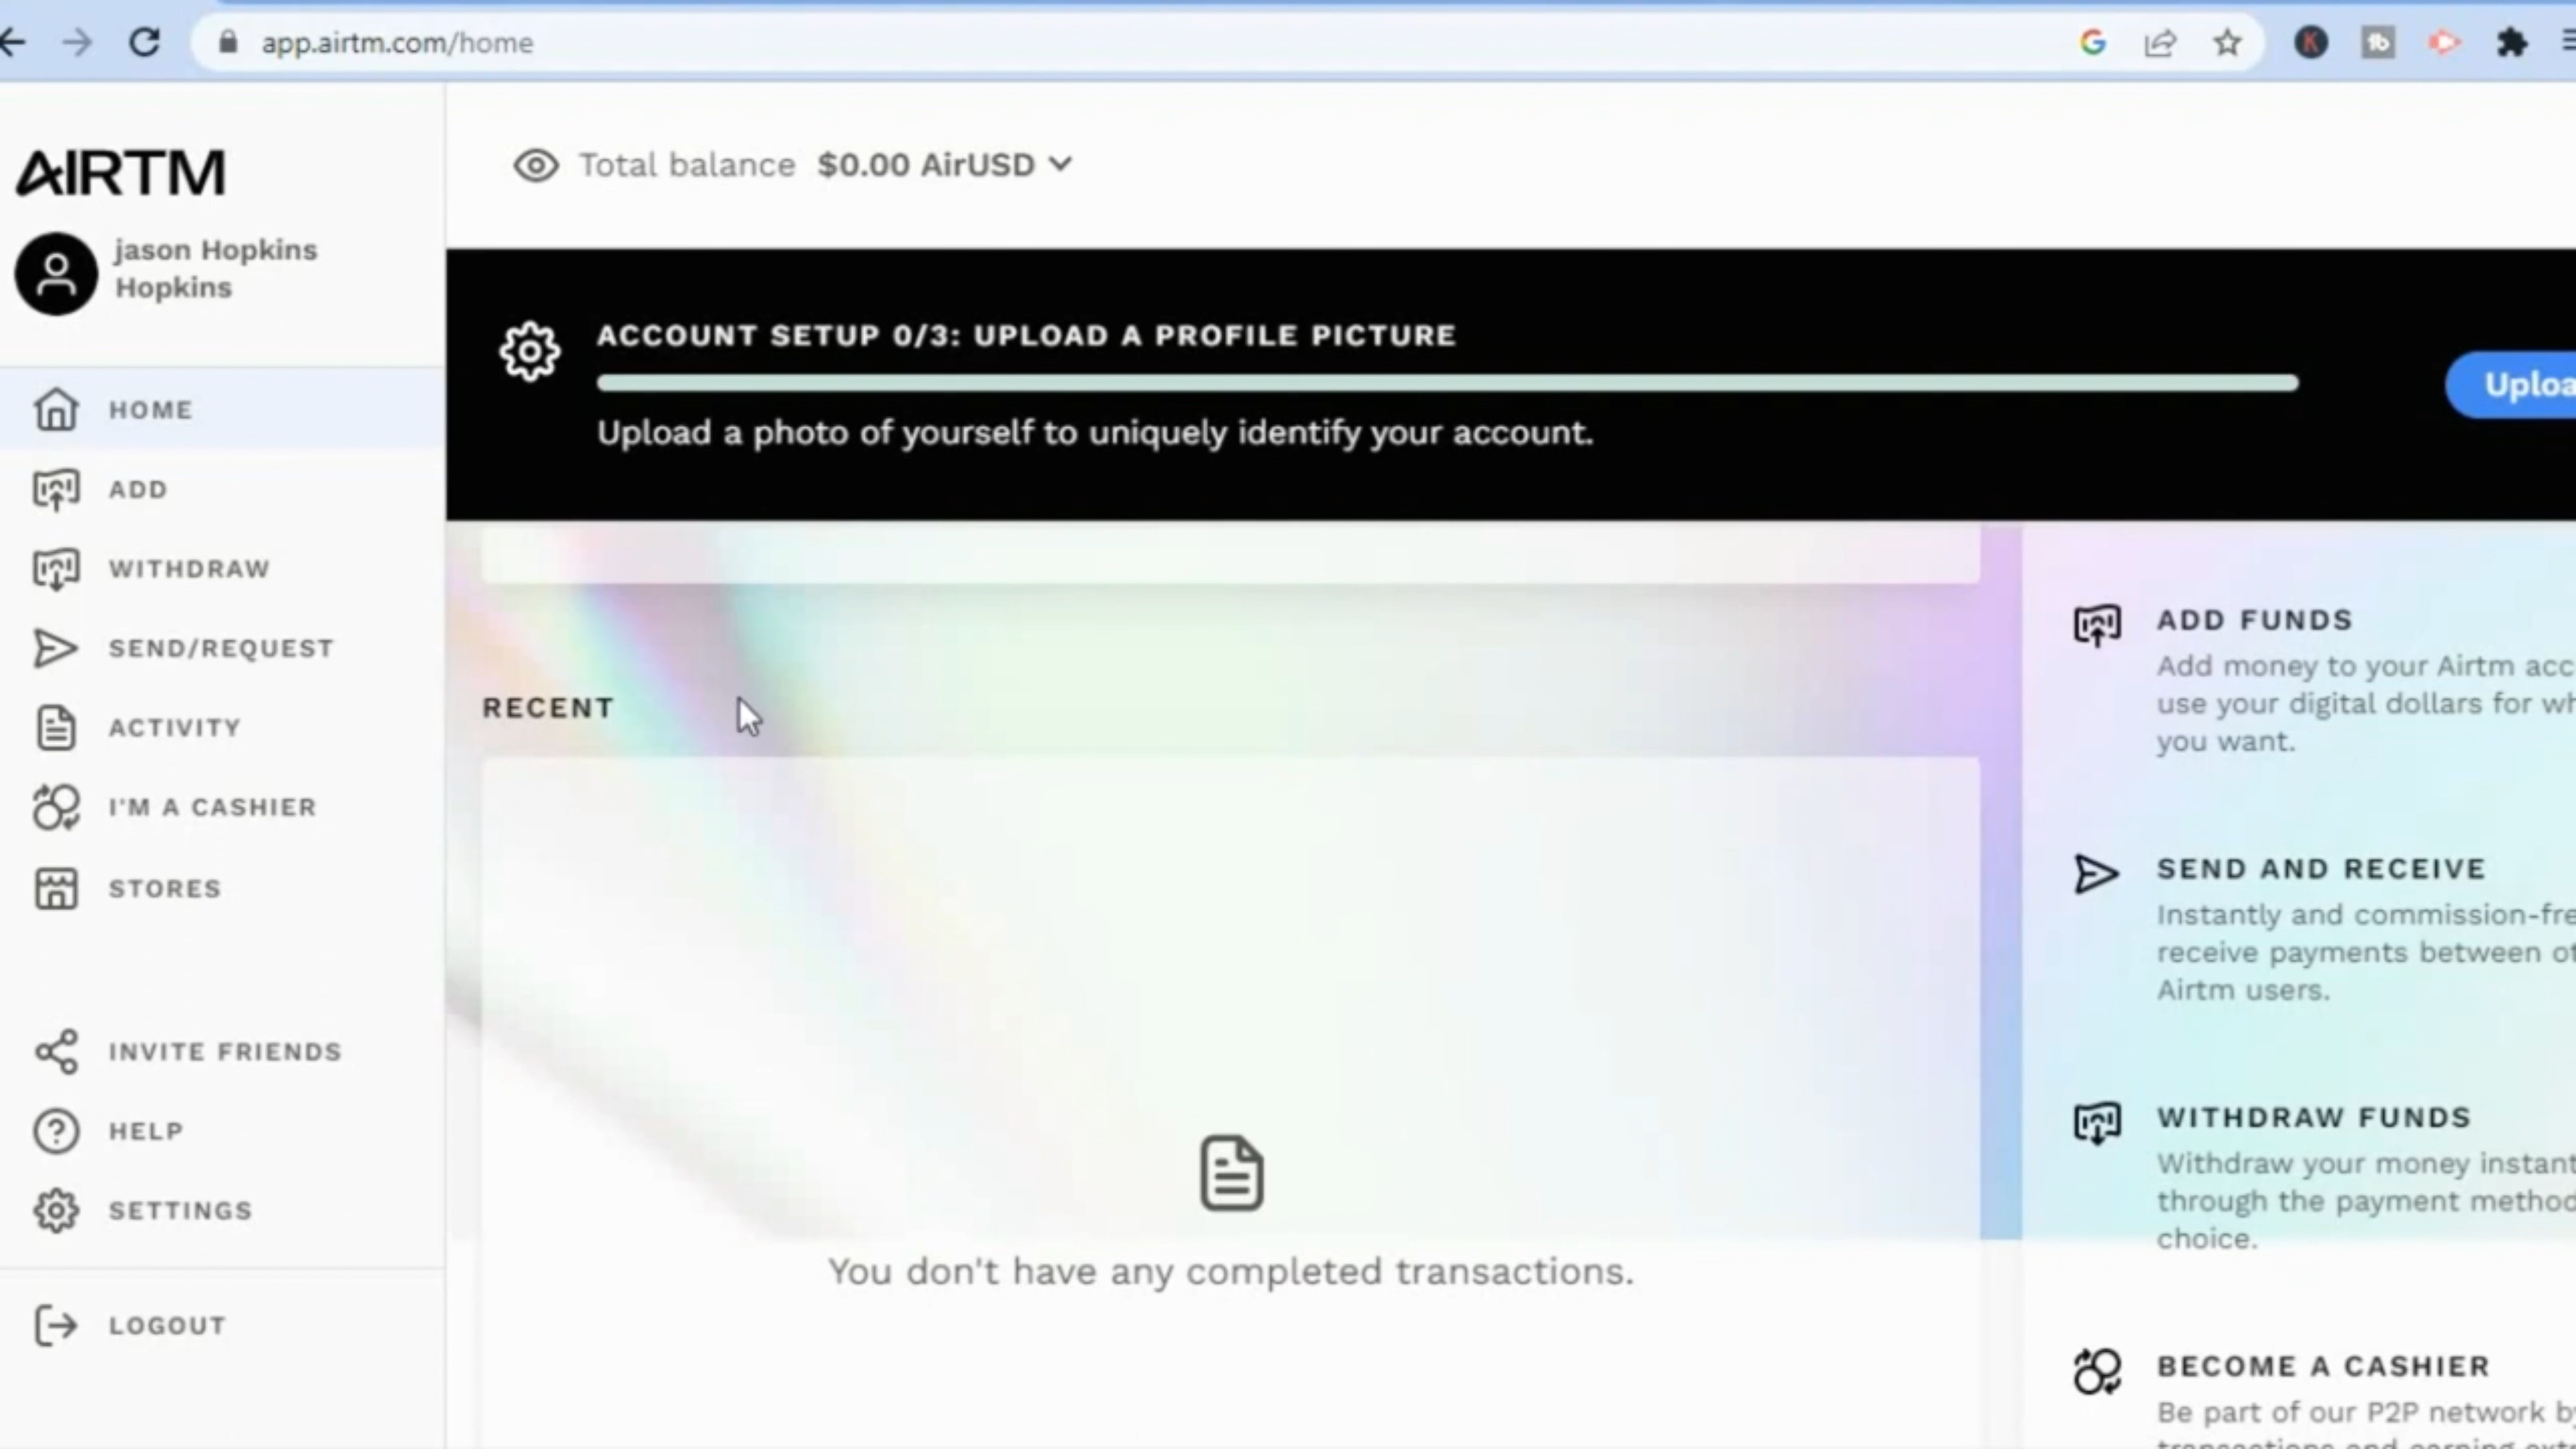 app.airtm.com/home
AIRTM
jason Hopkins
Hopkins
HOME
ADD
WITHDRAW
SEND/REQUEST
ACTIVITY
I'M A CASHIER
STORES
INVITE FRIENDS
HELP
SETTINGS
LOGOUT
Total balance $0.00 AirUSD
ACCOUNT SETUP 0/3: UPLOAD A PROFILE PICTURE
Upload a photo of yourself to uniquely identify your account.
RECENT
You don't have any completed transactions.
ADD FUNDS
Add money to your Airtm
use your digital dollars for
you want.
SEND AND RECEIVE
Instantly and
receive payments between
Airtm users.
WITHDRAW FUNDS
Withdraw your money
through the payment
choice.
BECOME A CASHIER
Be part of our P2P network